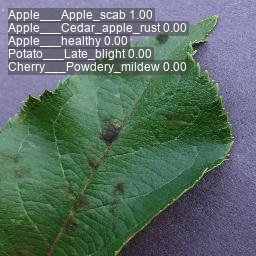 Apple___Apple_scab 1.00
Apple___Cedar_apple_rust 0.00
Apple___healthy 0.00
Potato___Late_blight 0.00
Cherry___Powdery_mildew 0.00